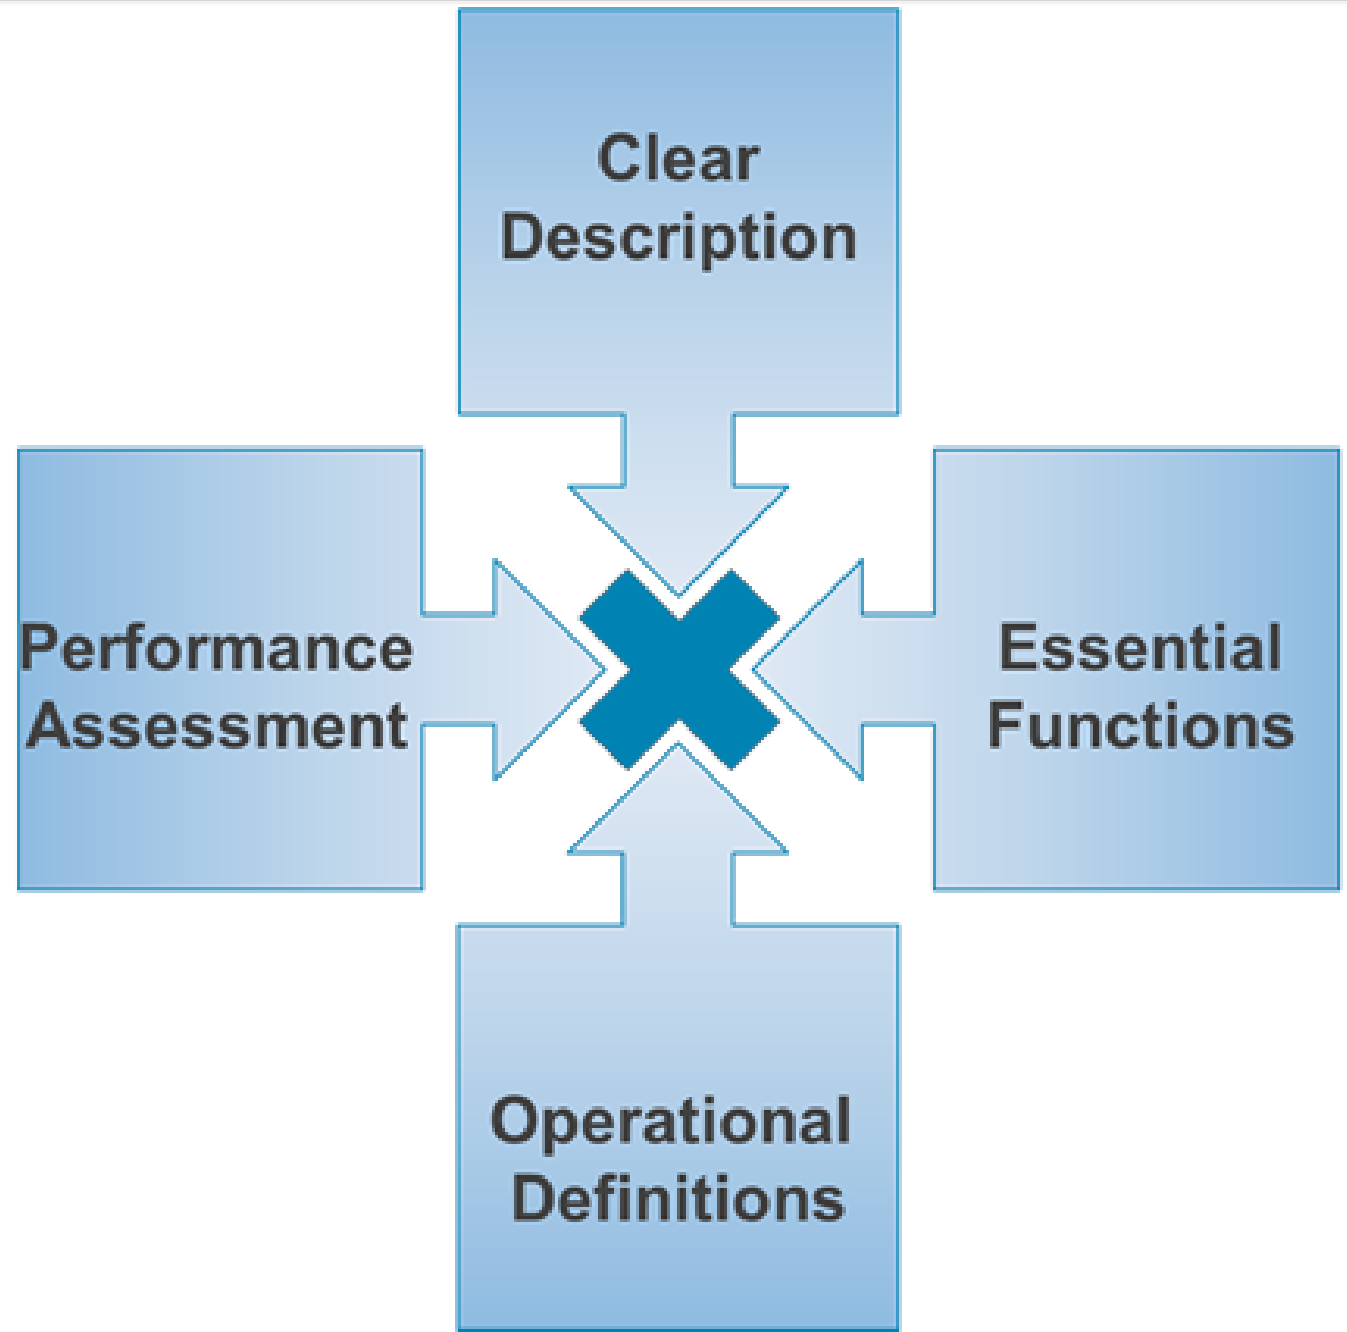 Clear
Description
Performance
Assessment
Essential
Functions
Operational
Definitions